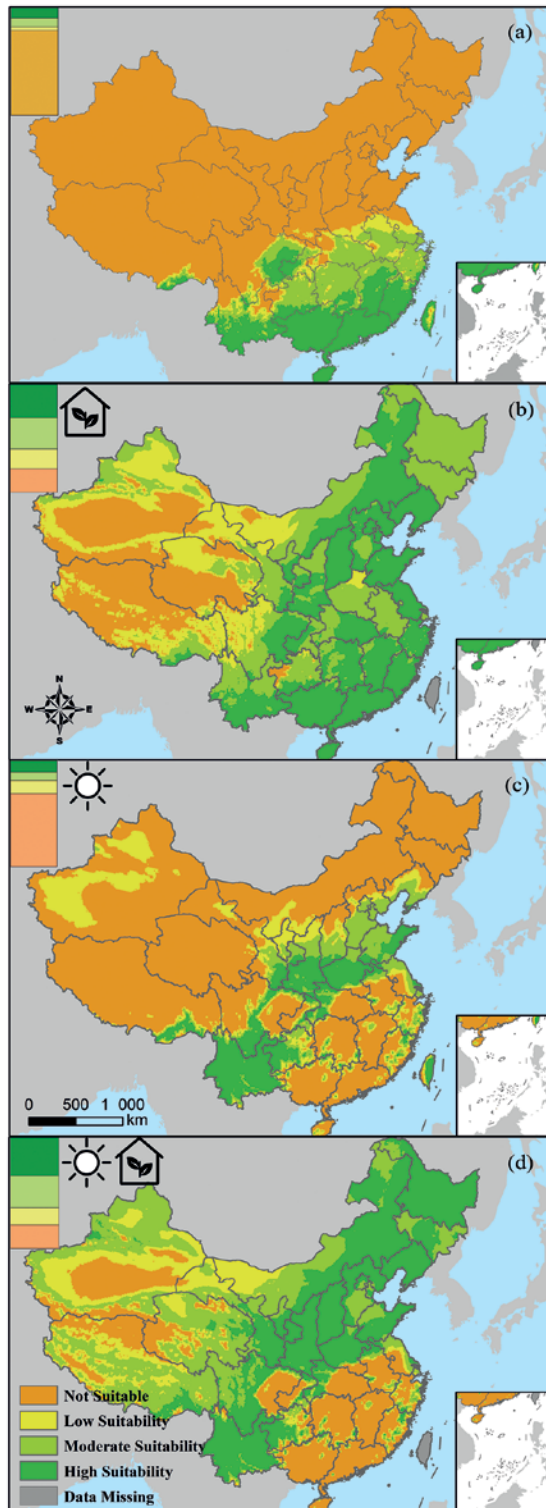 (a)
(b)
N
W E
S
(c)
0 500 1 000
km
(d)
Not Suitable
Low Suitability
Moderate Suitability
High Suitability
Data Missing